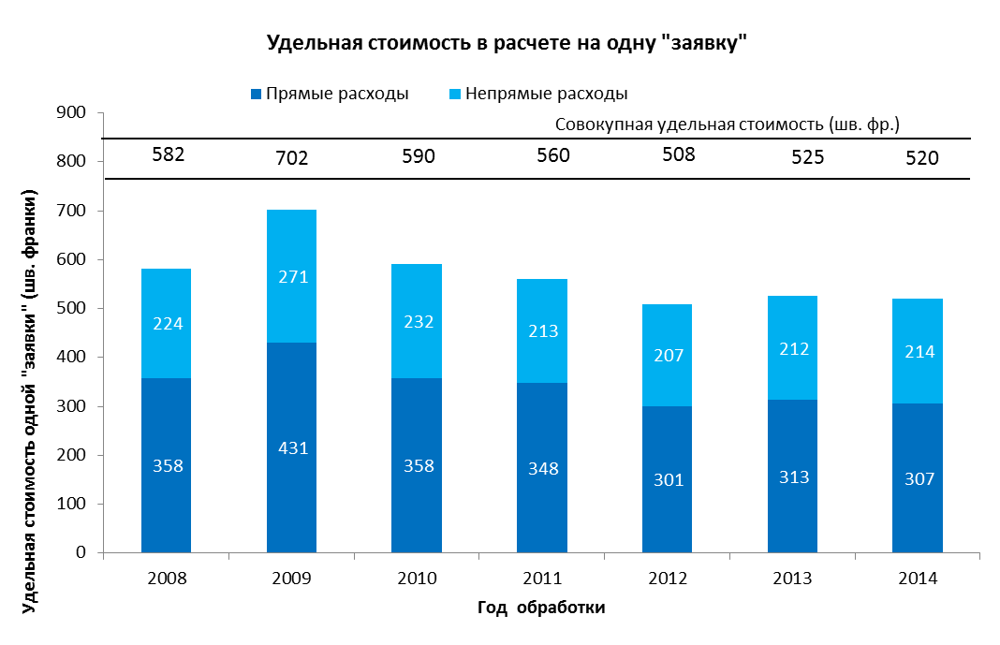 Удельная стоимость в расчете на одну "заявку"
Прямые расходы Непрямые расходы
Совокупная удельная стоимость (шв. фр.)
582 702 590 560 508 525 520
Удельная стоимость одной "заявки" (шв. франки)
900
800
700
600
500
400
300
200
100
0
224 271 232 213 207 212 214
358 431 358 348 301 313 307
2008 2009 2010 2011 2012 2013 2014
Год обработки